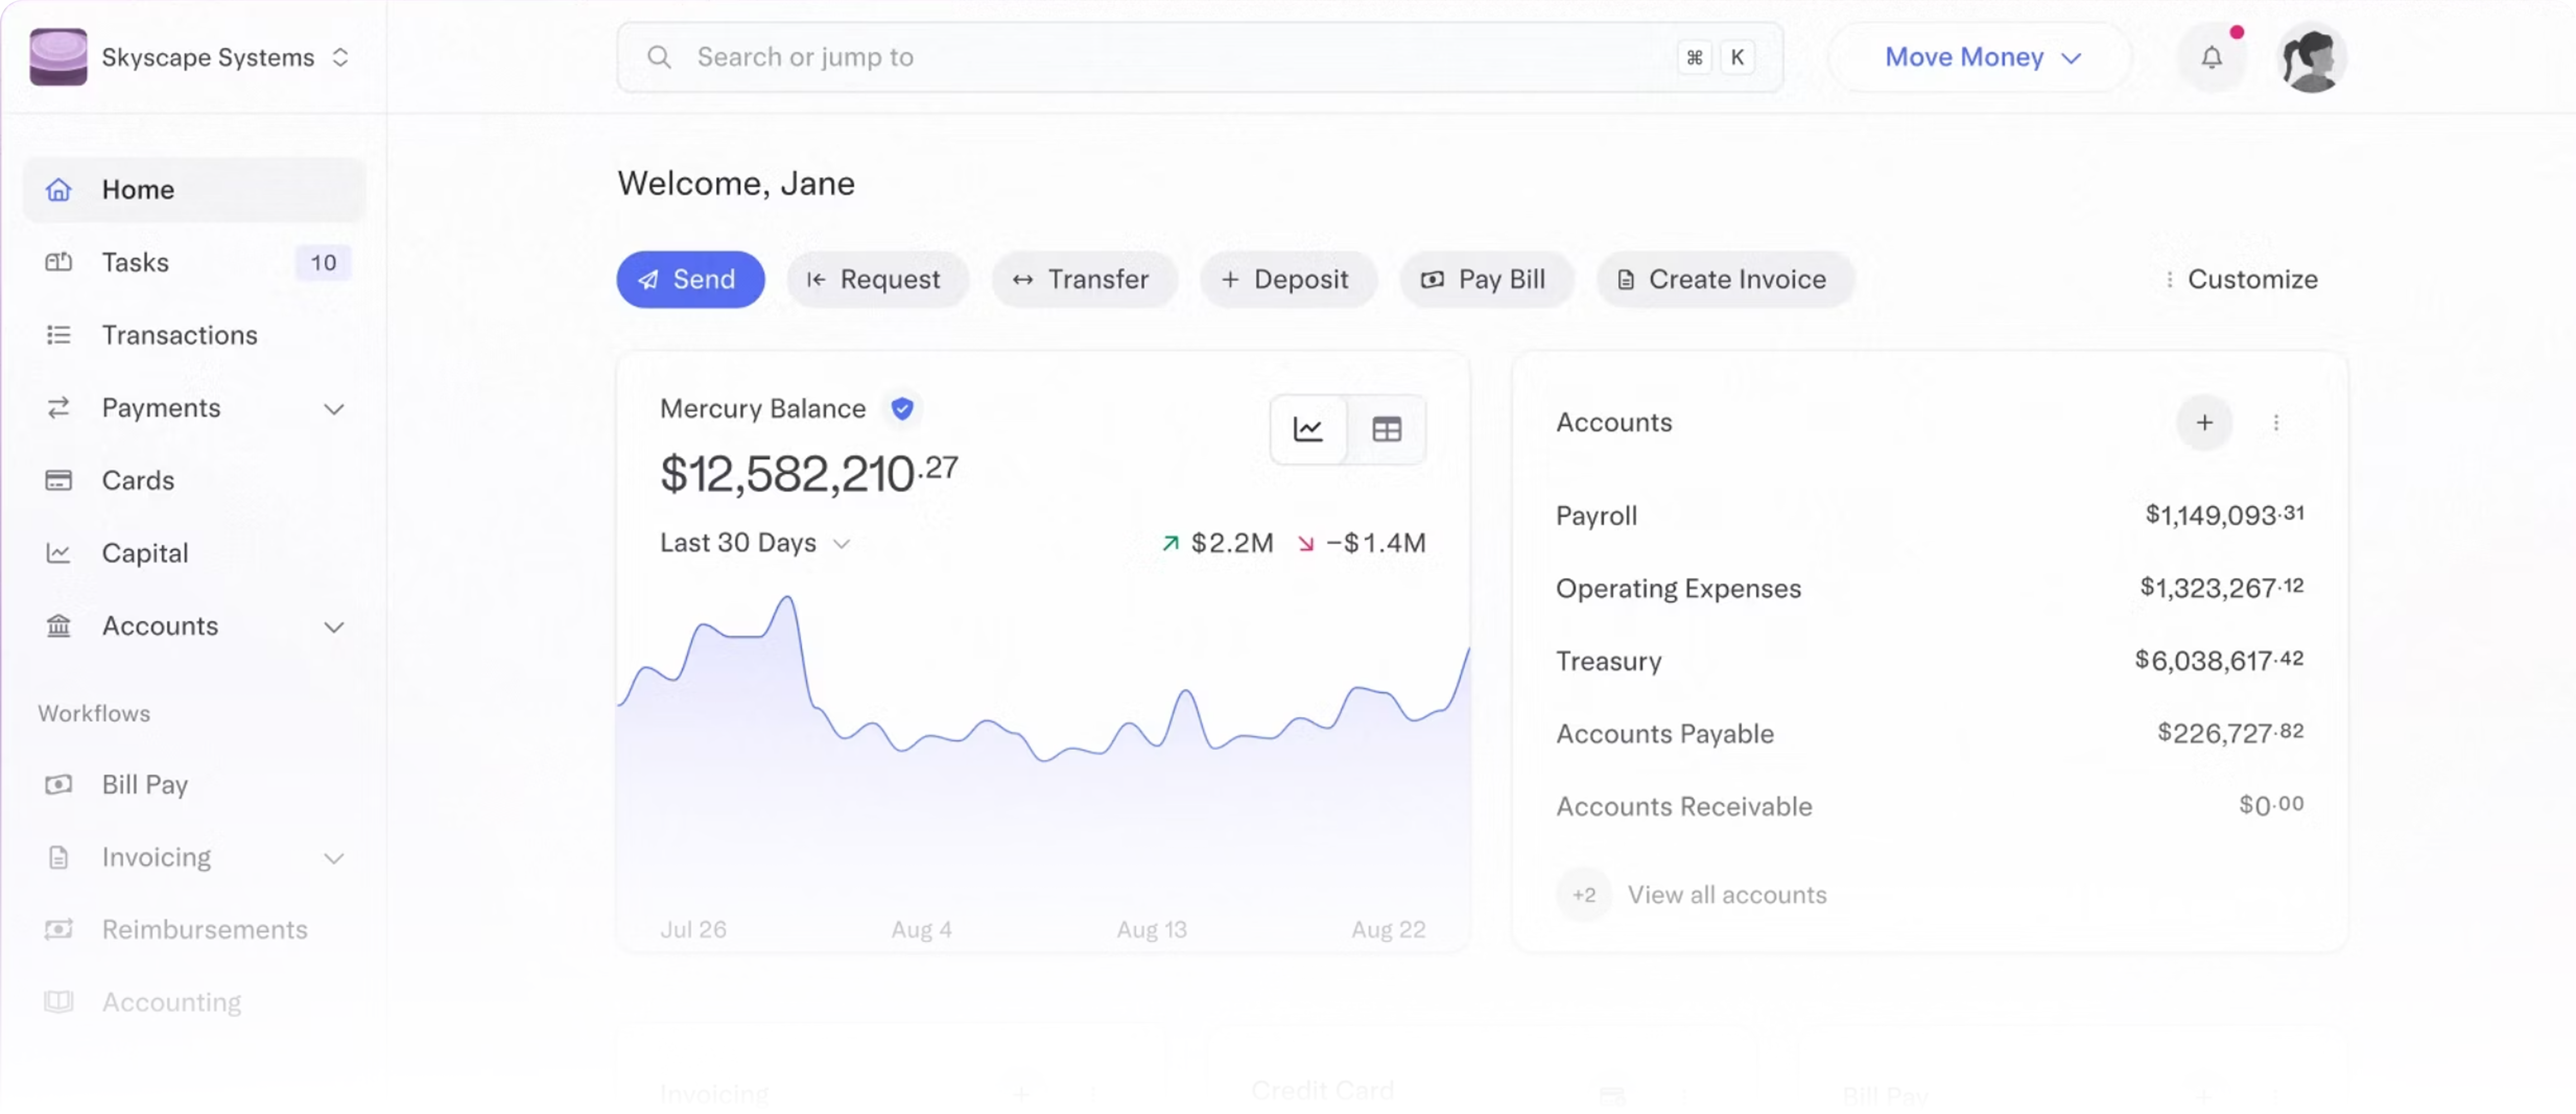 Skyscape Systems
Search or jump to
⌘ K
Move Money
Home
Tasks 10
Transactions
Payments
Cards
Capital
Accounts
Workflows
Bill Pay
Invoicing
Reimbursements
Accounting
Welcome, Jane
Send
Request
Transfer
Deposit
Pay Bill
Create Invoice
Customize
Mercury Balance
$12,582,210.27
Last 30 Days
$2.2M −$1.4M
Jul 26 Aug 4 Aug 13 Aug 22
Accounts
Payroll $1,149,093.31
Operating Expenses $1,323,267.12
Treasury $6,038,617.42
Accounts Payable $226,727.82
Accounts Receivable $0.00
+2 View all accounts
Invoicing
Credit Card
Bill Pay